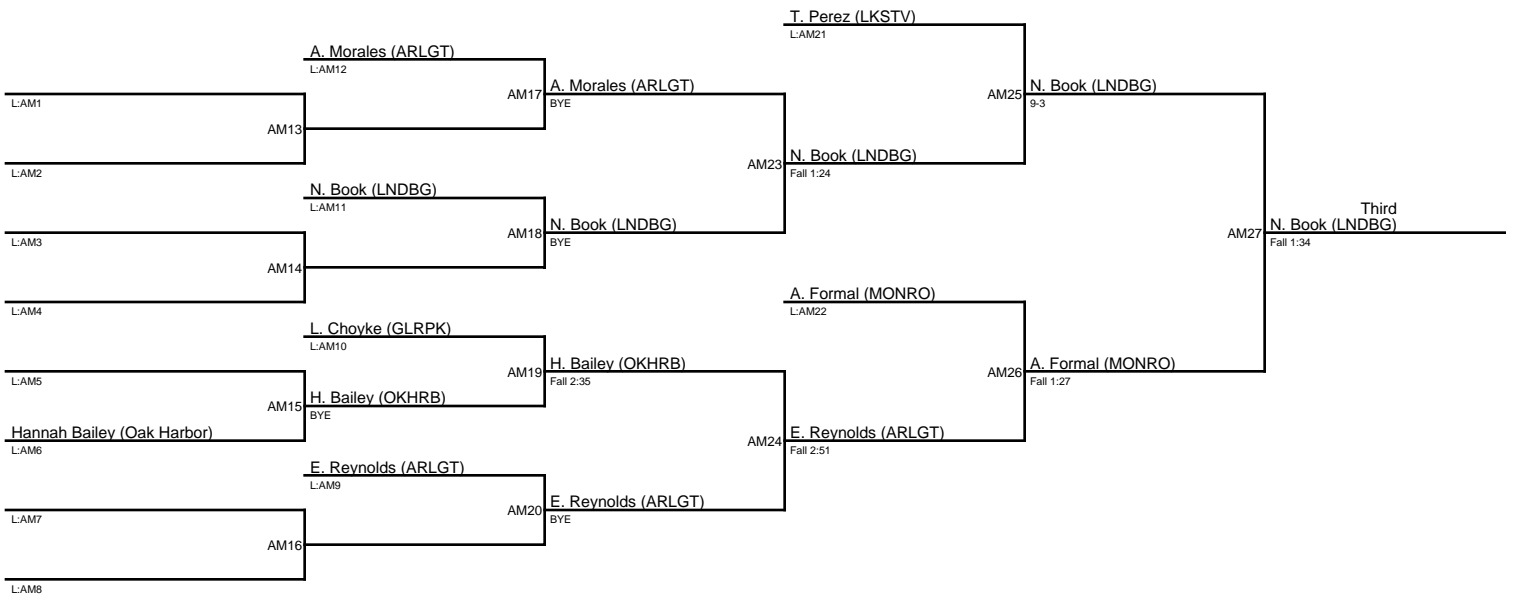 T. Perez (LKSTV)
L:AM21
A. Morales (ARLGT)
L:AM12
AM17
A. Morales (ARLGT)
BYE
AM25
N. Book (LNDBG)
9-3
L:AM1
AM13
L:AM2
AM23
N. Book (LNDBG)
Fall 1:24
N. Book (LNDBG)
L:AM11
AM18
N. Book (LNDBG)
BYE
L:AM3
AM14
L:AM4
Third
AM27
N. Book (LNDBG)
Fall 1:34
A. Formal (MONRO)
L:AM22
L. Choyke (GLRPK)
L:AM10
AM19
H. Bailey (OKHRB)
Fall 2:35
AM26
A. Formal (MONRO)
Fall 1:27
L:AM5
AM15
H. Bailey (OKHRB)
BYE
Hannah Bailey (Oak Harbor)
L:AM6
AM24
E. Reynolds (ARLGT)
Fall 2:51
E. Reynolds (ARLGT)
L:AM9
AM20
E. Reynolds (ARLGT)
BYE
L:AM7
AM16
L:AM8